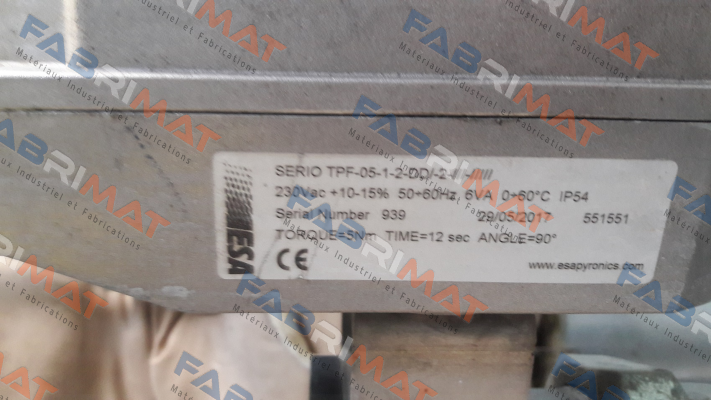 SERIO TPF-05-1-2-DD/-2-///-/////
230Vac +10-15% 50÷60Hz 6VA 0÷60°C IP54
Serial Number 939 29/05/2017 551551
TORQUE=5Nm TIME=12 sec ANGLE=90°
CE
www.esapyronics.com
ESA
FABRIMAT
Matériaux Industriel et Fabrications